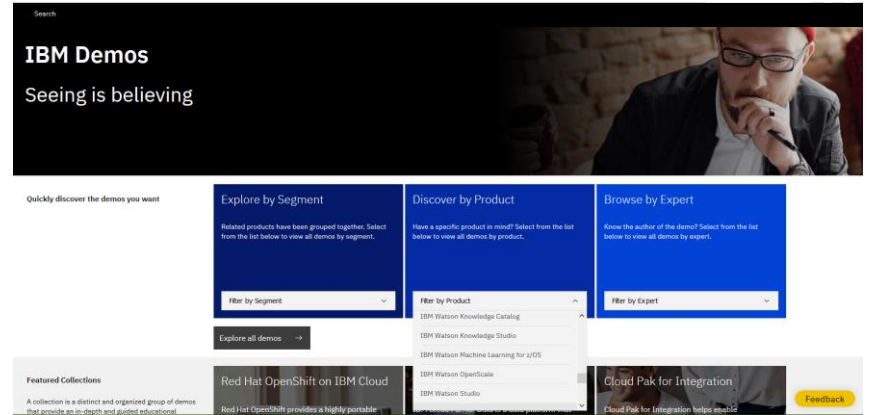 Search
IBM Demos
Seeing is believing
Quickly discover the demos you want
Explore by Segment
Related products have been grouped together. Select
from the list below to view all demos by segment.
Filter by Segment
Discover by Product
Have a specific product in mind? Select from the list
below to view all demos by product.
Filter by Product
IBM Watson Knowledge Catalog
IBM Watson Knowledge Studio
IBM Watson Machine Learning for z/OS
IBM Watson OpenScale
IBM Watson Studio
Browse by Expert
Know the author of the demo? Select from the list
below to view all demos by expert.
Filter by Expert
Explore all demos →
Featured Collections
A collection is a distinct and organized group of demos
that provide an in-depth and guided educational
Red Hat OpenShift on IBM Cloud
Red Hat OpenShift provides a highly portable
Cloud Pak for Integration
Cloud Pak for Integration helps enable
Feedback